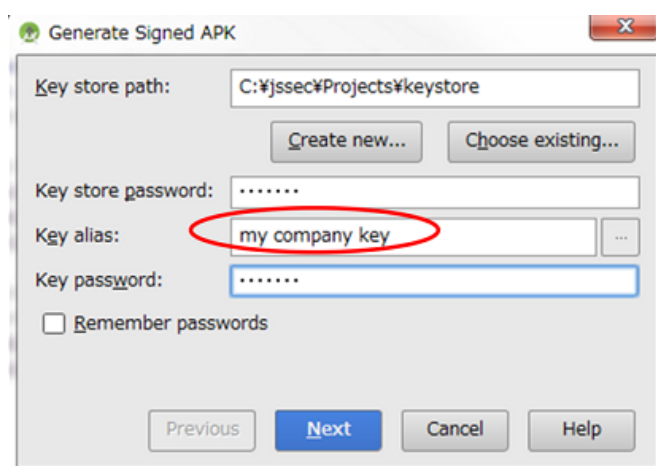 Generate Signed APK
Key store path: C:¥jssec¥Projects¥keystore
Create new... Choose existing...
Key store password: •••••••
Key alias: my company key ...
Key password: •••••••
Remember passwords
Previous Next Cancel Help